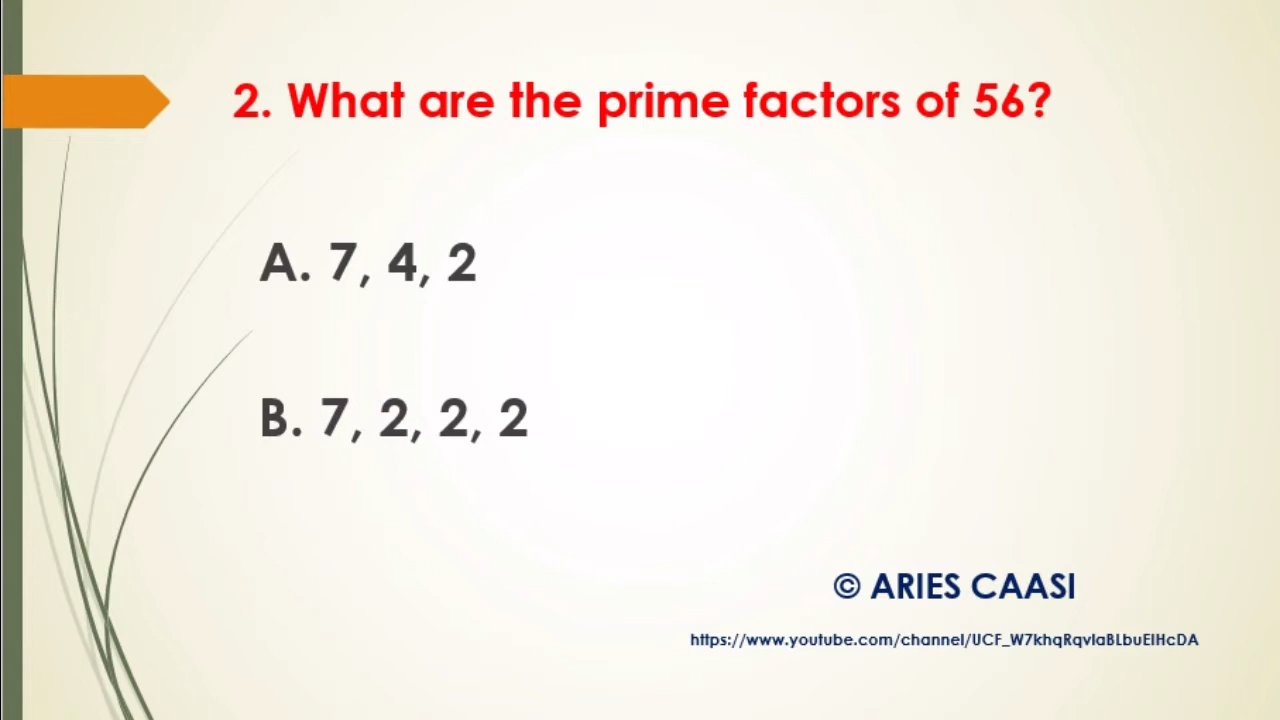 2. What are the prime factors of 56?
A. 7, 4, 2
B. 7, 2, 2, 2
© ARIES CAASI
https://www.youtube.com/channel/UCF_W7khqRqvIaBLbuEIHcDA